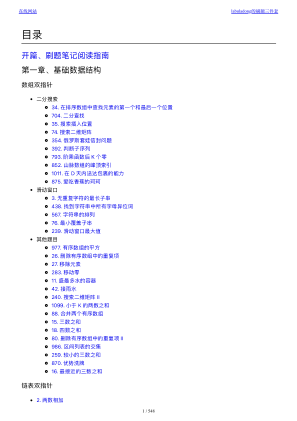 在线网站
labuladong的刷题三件套
目录
开篇、刷题笔记阅读指南
第一章、基础数据结构
数组双指针
二分搜索
34. 在排序数组中查找元素的第一个和最后一个位置
704. 二分查找
35. 搜索插入位置
74. 搜索二维矩阵
354. 俄罗斯套娃信封问题
392. 判断子序列
793. 阶乘函数后 K 个零
852. 山脉数组的峰顶索引
1011. 在 D 天内送达包裹的能力
875. 爱吃香蕉的珂珂
滑动窗口
3. 无重复字符的最长子串
438. 找到字符串中所有字母异位词
567. 字符串的排列
76. 最小覆盖子串
239. 滑动窗口最大值
其他题目
977. 有序数组的平方
26. 删除有序数组中的重复项
27. 移除元素
283. 移动零
11. 盛最多水的容器
42. 接雨水
240. 搜索二维矩阵 II
1099. 小于 K 的两数之和
88. 合并两个有序数组
15. 三数之和
18. 四数之和
80. 删除有序数组中的重复项 II
986. 区间列表的交集
259. 较小的三数之和
870. 优势洗牌
16. 最接近的三数之和
链表双指针
2. 两数相加